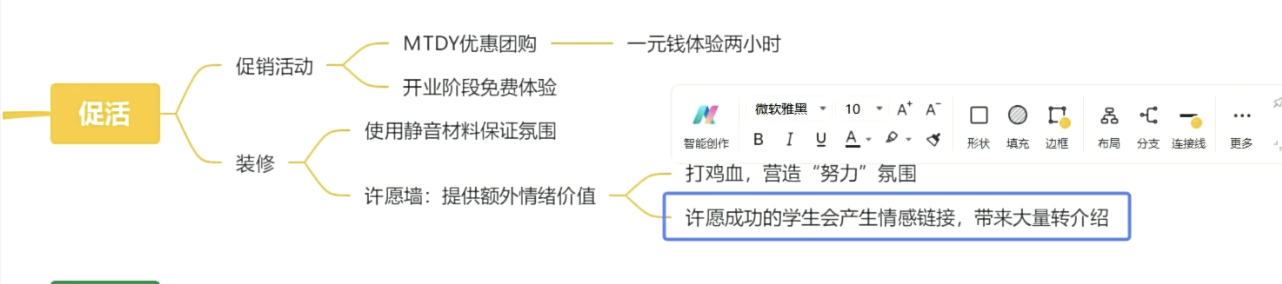 MTDY优惠团购
一元钱体验两小时
促销活动
开业阶段免费体验
促活
使用静音材料保证氛围
装修
许愿墙：提供额外情绪价值
微软雅黑 10 A+ A-
B I U A
智能创作 形状 填充 边框 布局 分支 连接线 更多
打鸡血，营造“努力”氛围
许愿成功的学生会产生情感链接，带来大量转介绍